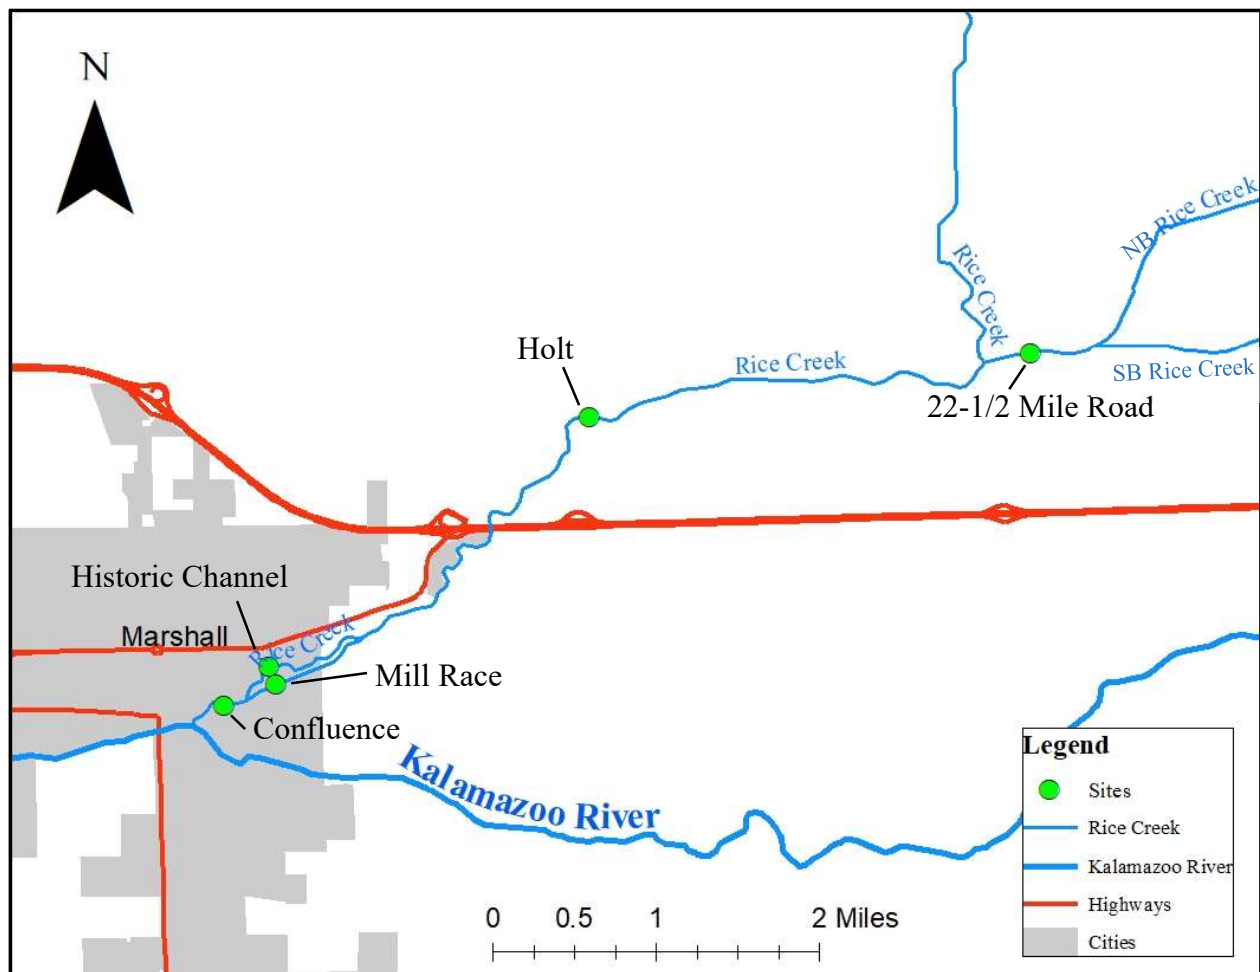 N
NB Rice Creek
Rice Creek
Holt
Rice Creek
SB Rice Creek
22-1/2 Mile Road
Historic Channel
Marshall
Rice Creek
Mill Race
Confluence
Kalamazoo River
Legend
Sites
Rice Creek
Kalamazoo River
Highways
Cities
0 0.5 1 2 Miles